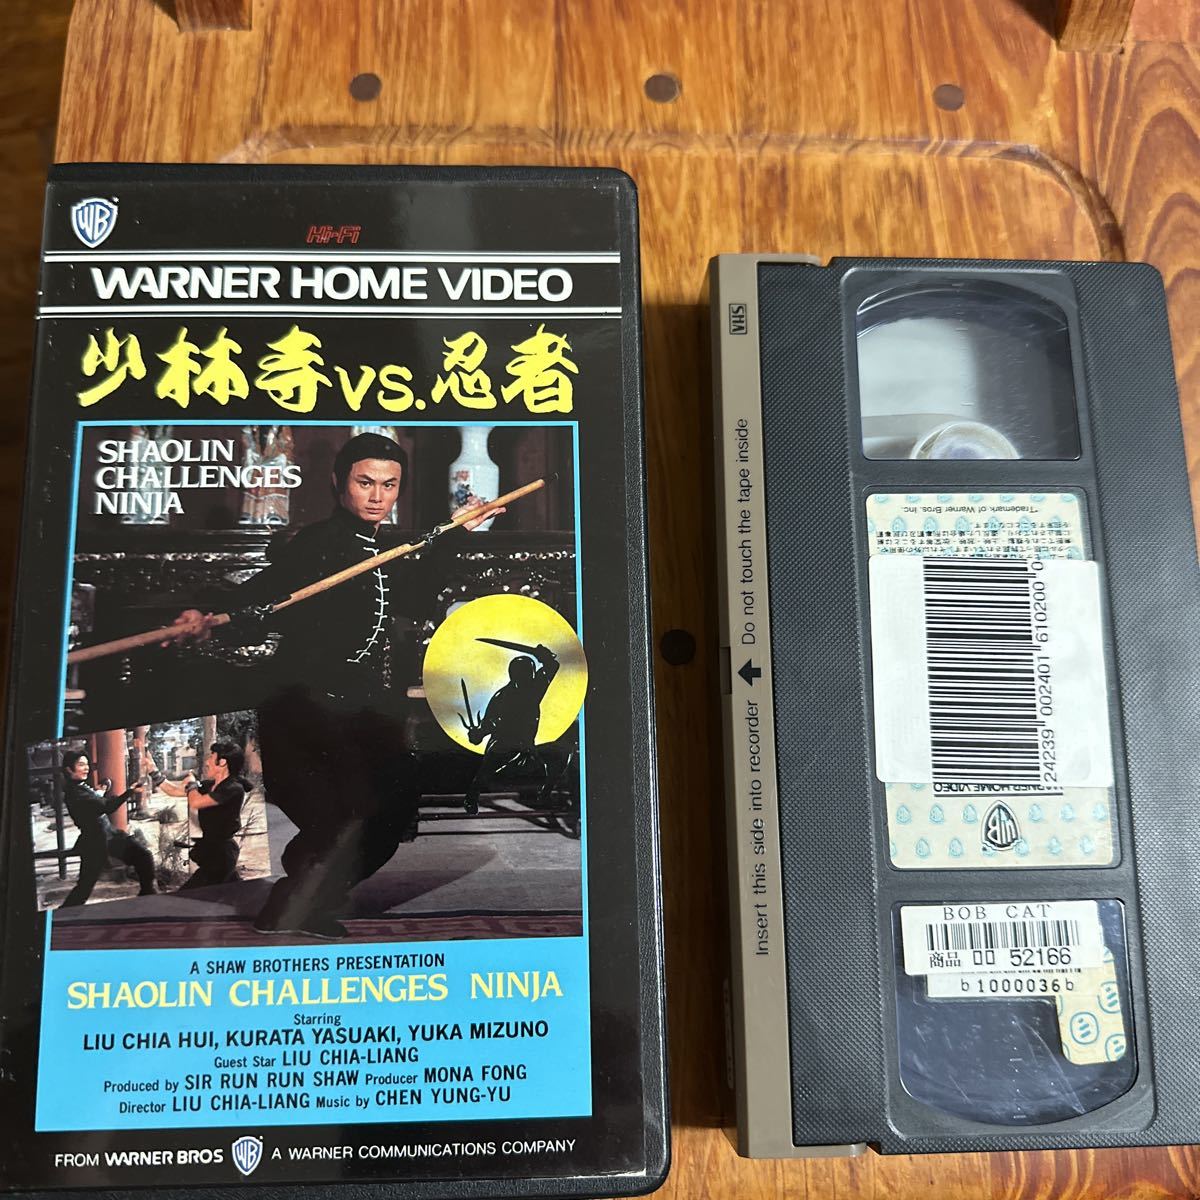 WB
Hi-Fi
WARNER HOME VIDEO
少林寺VS.忍者
SHAOLIN
CHALLENGES
NINJA
A SHAW BROTHERS PRESENTATION
SHAOLIN CHALLENGES NINJA
Starring
LIU CHIA HUI, KURATA YASUAKI, YUKA MIZUNO
Guest Star LIU CHIA-LIANG
Produced by SIR RUN RUN SHAW Producer MONA FONG
Director LIU CHIA-LIANG Music by CHEN YUNG-YU
FROM WARNER BROS WB A WARNER COMMUNICATIONS COMPANY
VHS
Insert this side into recorder Do not touch the tape inside
Trademark of Warner Bros. Inc.
24239 002401 610200 0
WARNER HOME VIDEO
WB
BOB CAT
商品 52166
b1000036b